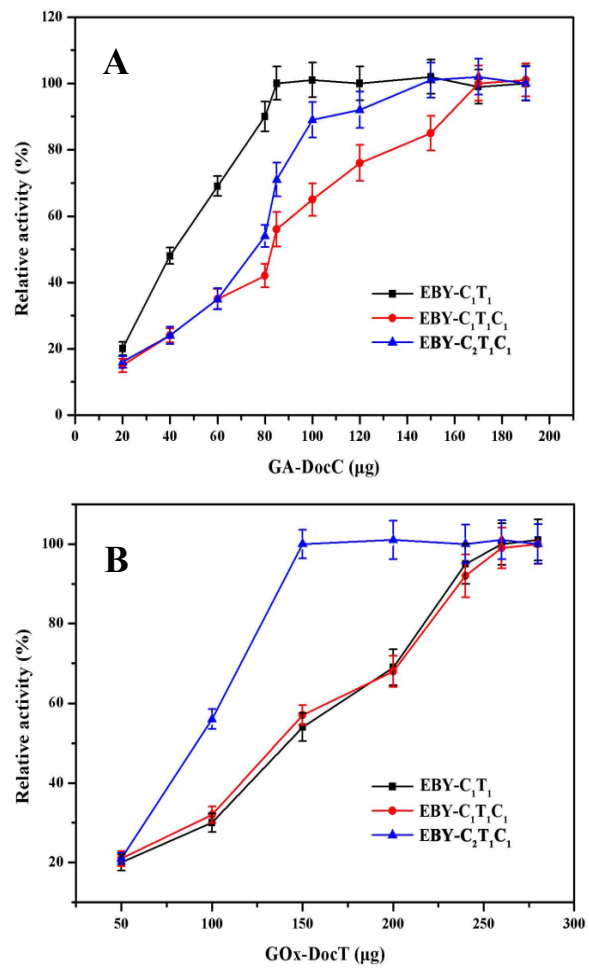 A
120
100
80
60
40
20
0
Relative activity (%)
EBY-C₁T₁
EBY-C₁T₁C₁
EBY-C₂T₁C₁
20 40 60 80 100 120 140 160 180 200
GA-DocC (μg)
B
100
80
60
40
20
Relative activity (%)
EBY-C₁T₁
EBY-C₁T₁C₁
EBY-C₂T₁C₁
50 100 150 200 250 300
GOx-DocT (μg)